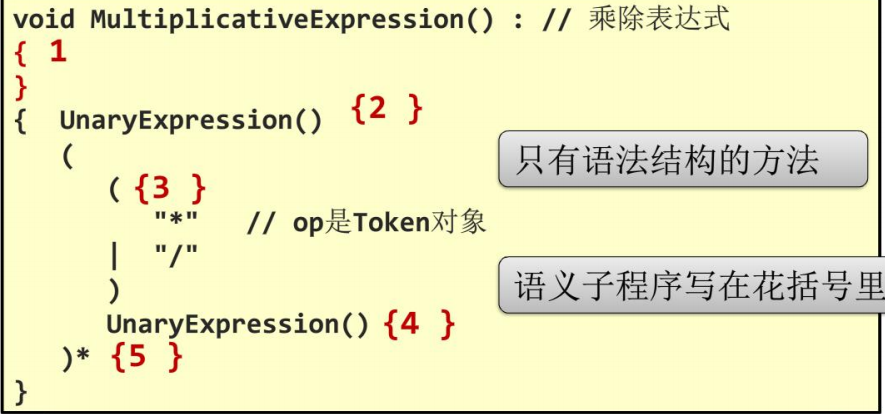 void MultiplicativeExpression() : // 乘除表达式
{ 1
}
{ UnaryExpression() {2 }
(
只有语法结构的方法
( {3 }
"*" // op是Token对象
| "/"
)
语义子程序写在花括号里
UnaryExpression() {4 }
)* {5 }
}